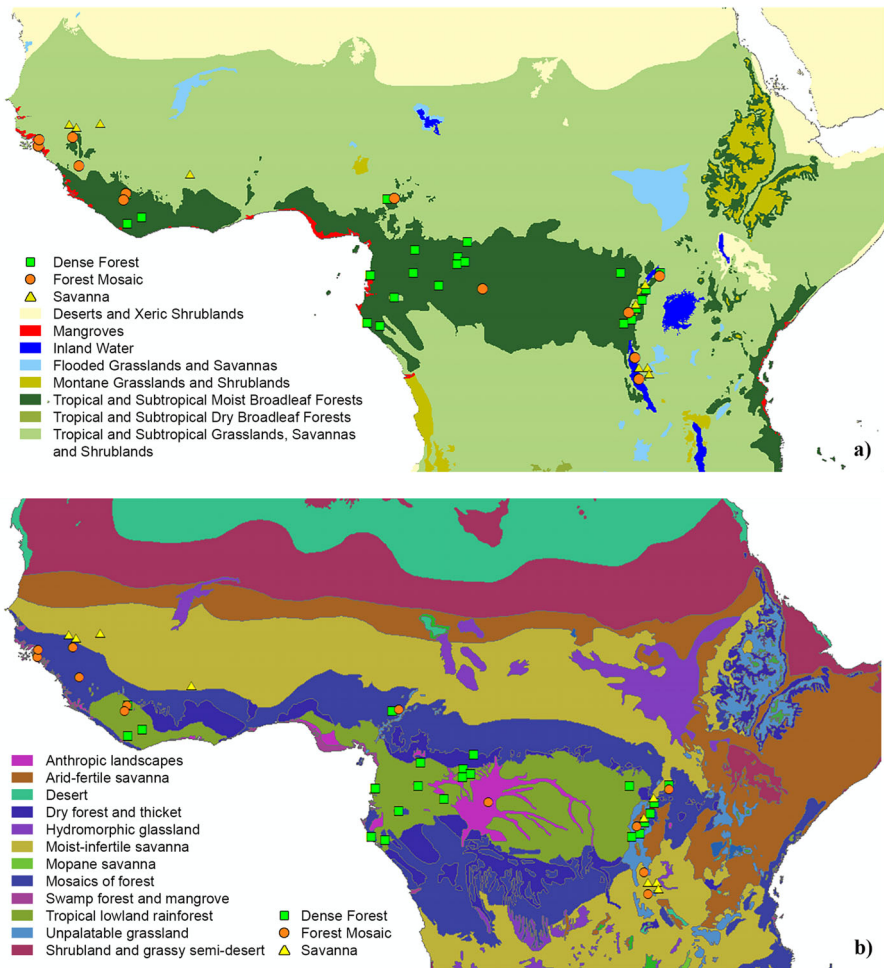 Dense Forest
Forest Mosaic
Savanna
Deserts and Xeric Shrublands
Mangroves
Inland Water
Flooded Grasslands and Savannas
Montane Grasslands and Shrublands
Tropical and Subtropical Moist Broadleaf Forests
Tropical and Subtropical Dry Broadleaf Forests
Tropical and Subtropical Grasslands, Savannas
and Shrublands
a)
Anthropic landscapes
Arid-fertile savanna
Desert
Dry forest and thicket
Hydromorphic glassland
Moist-infertile savanna
Mopane savanna
Mosaics of forest
Swamp forest and mangrove
Tropical lowland rainforest
Unpalatable grassland
Shrubland and grassy semi-desert
Dense Forest
Forest Mosaic
Savanna
b)